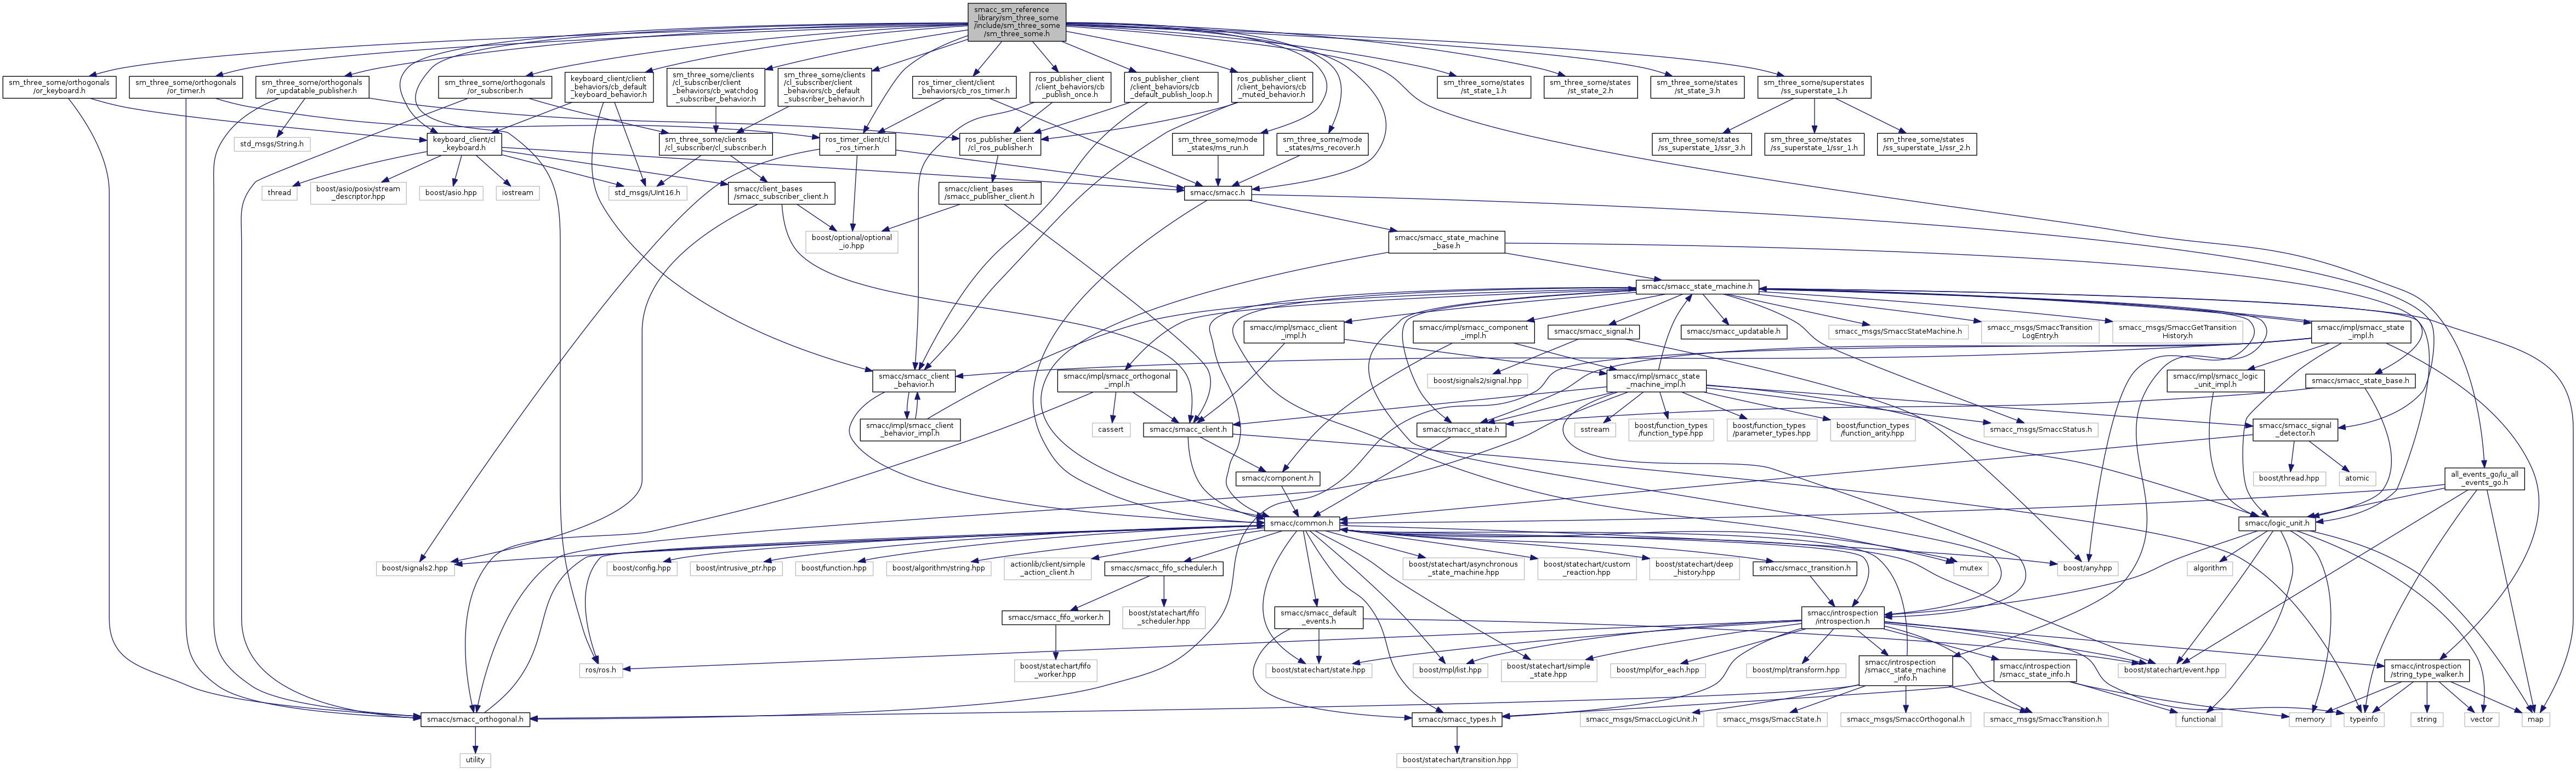 smacc_sm_reference
_library/sm_three_some
/include/sm_three_some
/sm_three_some.h
sm_three_some/orthogonals
/or_keyboard.h
sm_three_some/orthogonals
/or_timer.h
sm_three_some/orthogonals
/or_updatable_publisher.h
sm_three_some/orthogonals
/or_subscriber.h
keyboard_client/client
_behaviors/cb_default
_keyboard_behavior.h
sm_three_some/clients
/cl_subscriber/client
_behaviors/cb_watchdog
_subscriber_behavior.h
sm_three_some/clients
/cl_subscriber/client
_behaviors/cb_default
_subscriber_behavior.h
ros_timer_client/client
_behaviors/cb_ros_timer.h
ros_publisher_client
/client_behaviors/cb
_publish_once.h
ros_publisher_client
/client_behaviors/cb
_default_publish_loop.h
ros_publisher_client
/client_behaviors/cb
_muted_behavior.h
sm_three_some/states
/st_state_1.h
sm_three_some/states
/st_state_2.h
sm_three_some/states
/st_state_3.h
sm_three_some/superstates
/ss_superstate_1.h
std_msgs/String.h
keyboard_client/cl
_keyboard.h
sm_three_some/clients
/cl_subscriber/cl_subscriber.h
ros_timer_client/cl
_ros_timer.h
ros_publisher_client
/cl_ros_publisher.h
sm_three_some/mode
_states/ms_run.h
sm_three_some/mode
_states/ms_recover.h
sm_three_some/states
/ss_superstate_1/ssr_3.h
sm_three_some/states
/ss_superstate_1/ssr_1.h
sm_three_some/states
/ss_superstate_1/ssr_2.h
thread
boost/asio/posix/stream
_descriptor.hpp
boost/asio.hpp
iostream
std_msgs/UInt16.h
smacc/client_bases
/smacc_subscriber_client.h
smacc/client_bases
/smacc_publisher_client.h
smacc/smacc.h
boost/optional/optional
_io.hpp
smacc/smacc_state_machine
_base.h
smacc/smacc_state_machine.h
smacc/impl/smacc_client
_impl.h
smacc/impl/smacc_component
_impl.h
smacc/smacc_signal.h
smacc/smacc_updatable.h
smacc_msgs/SmaccStateMachine.h
smacc_msgs/SmaccTransition
LogEntry.h
smacc_msgs/SmaccGetTransition
History.h
smacc/impl/smacc_state
_impl.h
smacc/smacc_client
_behavior.h
smacc/impl/smacc_orthogonal
_impl.h
boost/signals2/signal.hpp
smacc/impl/smacc_state
_machine_impl.h
smacc/impl/smacc_logic
_unit_impl.h
smacc/smacc_state_base.h
smacc/impl/smacc_client
_behavior_impl.h
cassert
smacc/smacc_client.h
smacc/smacc_state.h
sstream
boost/function_types
/function_type.hpp
boost/function_types
/parameter_types.hpp
boost/function_types
/function_arity.hpp
smacc_msgs/SmaccStatus.h
smacc/smacc_signal
_detector.h
smacc/component.h
boost/thread.hpp
atomic
all_events_go/lu_all
_events_go.h
smacc/common.h
smacc/logic_unit.h
boost/signals2.hpp
boost/config.hpp
boost/intrusive_ptr.hpp
boost/function.hpp
boost/algorithm/string.hpp
actionlib/client/simple
_action_client.h
smacc/smacc_fifo_scheduler.h
boost/statechart/asynchronous
_state_machine.hpp
boost/statechart/custom
_reaction.hpp
boost/statechart/deep
_history.hpp
smacc/smacc_transition.h
mutex
boost/any.hpp
algorithm
smacc/smacc_fifo_worker.h
boost/statechart/fifo
_scheduler.hpp
smacc/smacc_default
_events.h
smacc/introspection
/introspection.h
ros/ros.h
boost/statechart/fifo
_worker.hpp
boost/statechart/state.hpp
boost/mpl/list.hpp
boost/statechart/simple
_state.hpp
boost/mpl/for_each.hpp
boost/mpl/transform.hpp
smacc/introspection
/smacc_state_machine
_info.h
smacc/introspection
/smacc_state_info.h
boost/statechart/event.hpp
smacc/introspection
/string_type_walker.h
smacc/smacc_orthogonal.h
smacc/smacc_types.h
smacc_msgs/SmaccLogicUnit.h
smacc_msgs/SmaccState.h
smacc_msgs/SmaccOrthogonal.h
smacc_msgs/SmaccTransition.h
functional
memory
typeinfo
string
vector
map
utility
boost/statechart/transition.hpp